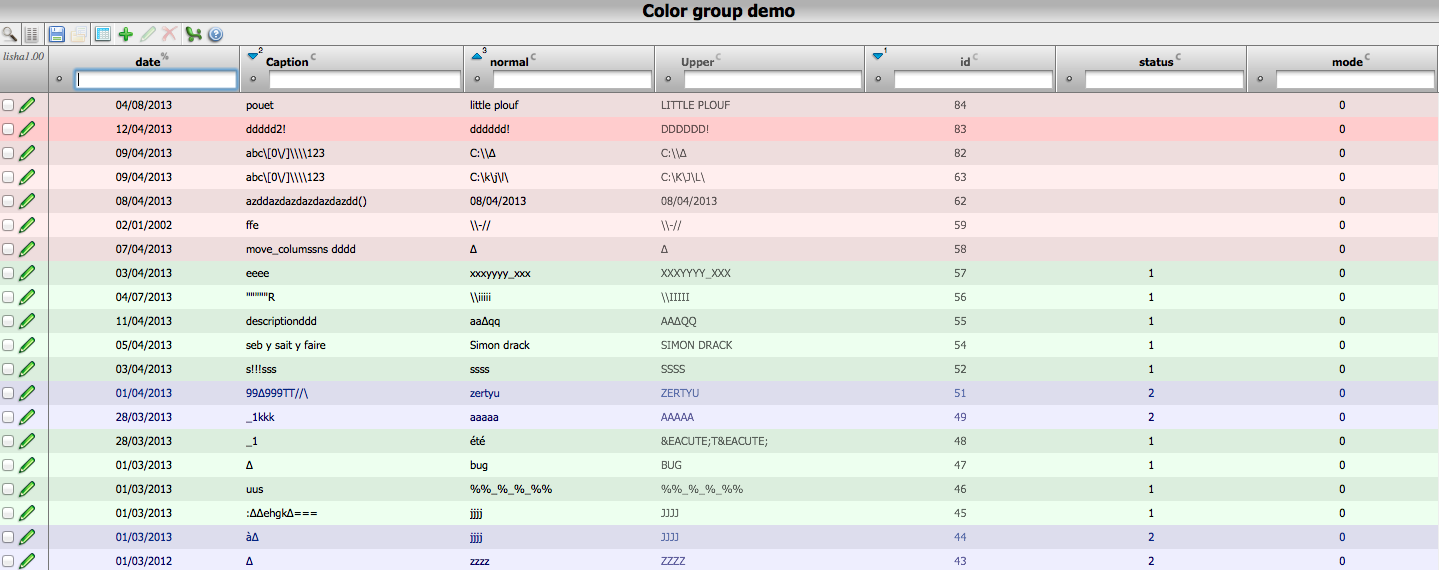 Color group demo
lisha1.00 date% 2 Caption C 3 normal C Upper C 1 id C status C mode C
04/08/2013 pouet little plouf LITTLE PLOUF 84 0
12/04/2013 ddddd2! dddddd! DDDDDD! 83 0
09/04/2013 abc\[0\/]\\\\123 C:\\Δ C:\\Δ 82 0
09/04/2013 abc\[0\/]\\\\123 C:\k\j\l\ C:\K\J\L\ 63 0
08/04/2013 azddazdazdazdazdazdd() 08/04/2013 08/04/2013 62 0
02/01/2002 ffe \\-// \\-// 59 0
07/04/2013 move_columssns dddd Δ Δ 58 0
03/04/2013 eeee xxxyyyy_xxx XXXYYYY_XXX 57 1 0
04/07/2013 """"""R \\iiiii \\IIIII 56 1 0
11/04/2013 descriptionddd aaΔqq AAΔQQ 55 1 0
05/04/2013 seb y sait y faire Simon drack SIMON DRACK 54 1 0
03/04/2013 s!!!sss ssss SSSS 52 1 0
01/04/2013 99Δ999TT//\ zertyu ZERTYU 51 2 0
28/03/2013 _1kkk aaaaa AAAAA 49 2 0
28/03/2013 _1 été &EACUTE;T&EACUTE; 48 1 0
01/03/2013 Δ bug BUG 47 1 0
01/03/2013 uus %%_%_%_%% %%_%_%_%% 46 1 0
01/03/2013 :ΔΔehgkΔ=== jjjj JJJJ 45 1 0
01/03/2013 àΔ jjjj JJJJ 44 2 0
01/03/2012 Δ zzzz ZZZZ 43 2 0